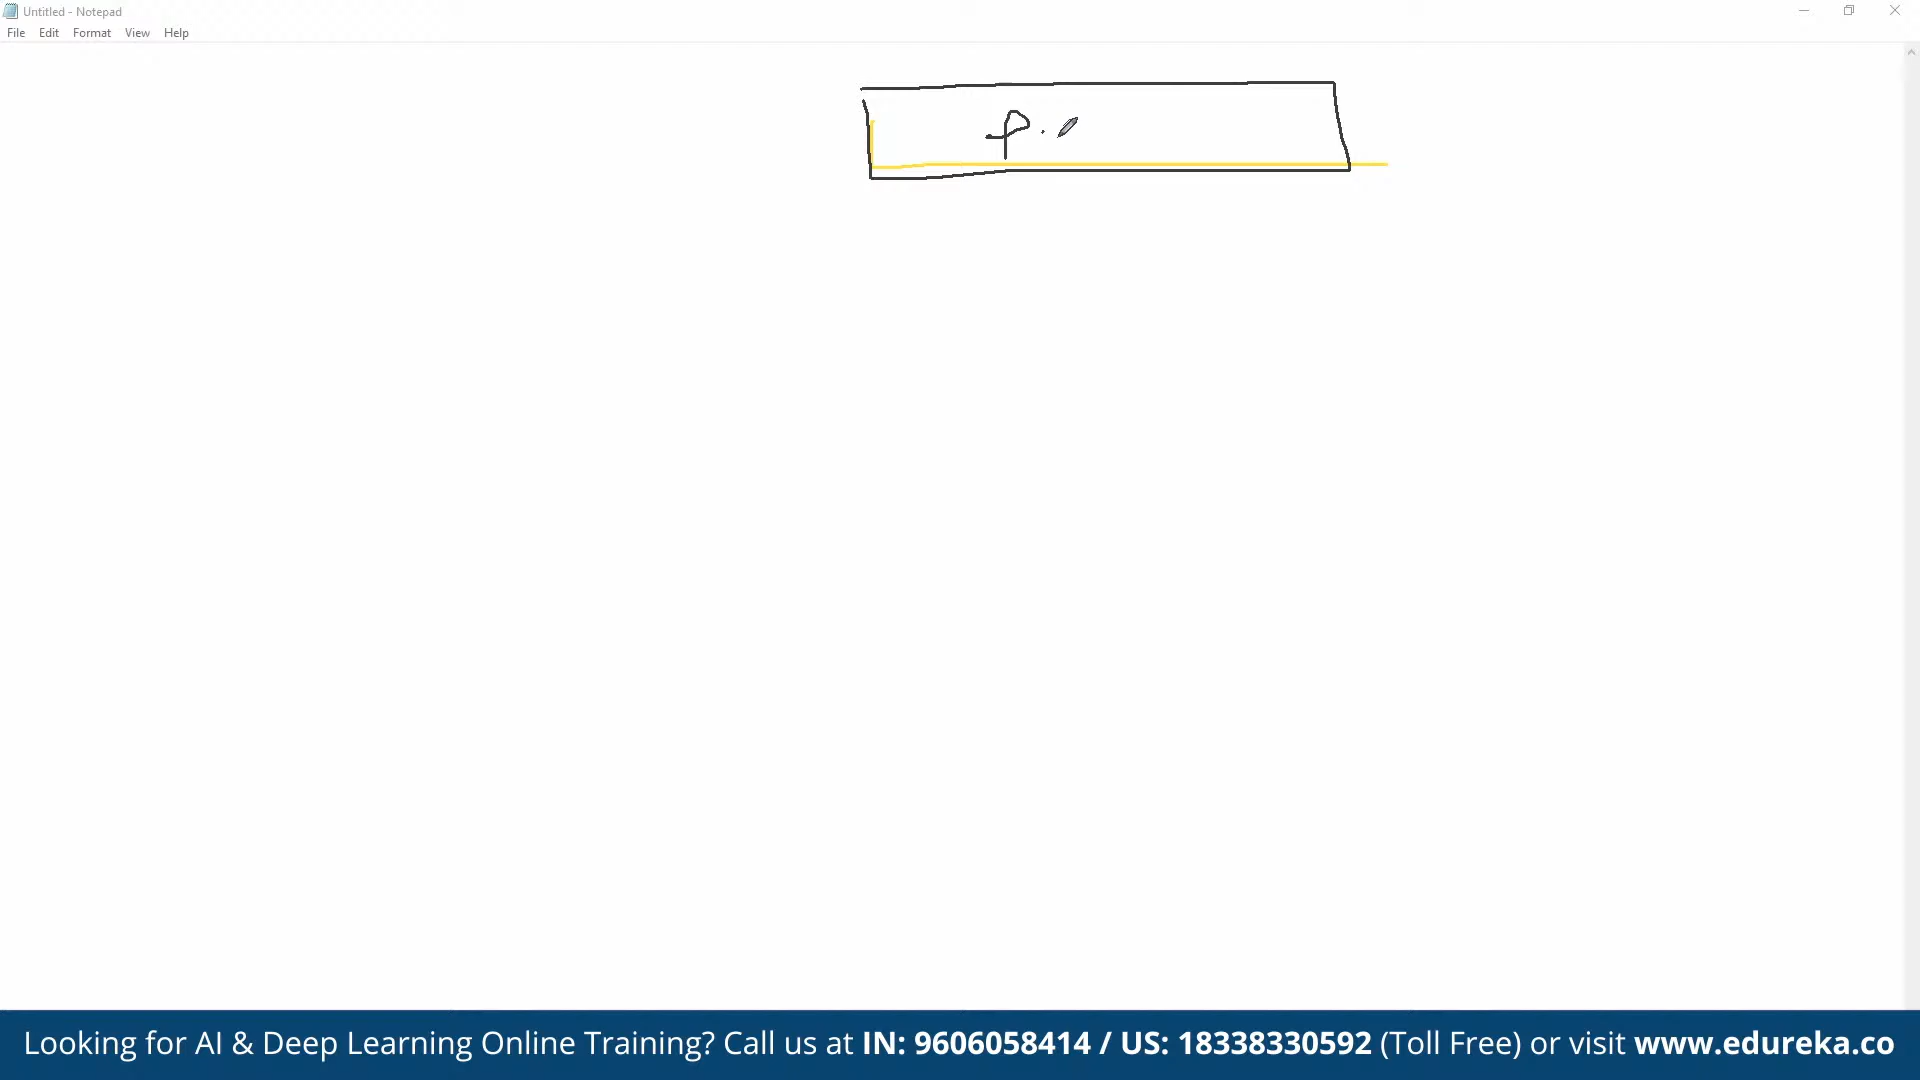 Untitled - Notepad
File Edit Format View Help
p.
Looking for AI & Deep Learning Online Training? Call us at IN: 9606058414 / US: 18338330592 (Toll Free) or visit www.edureka.co